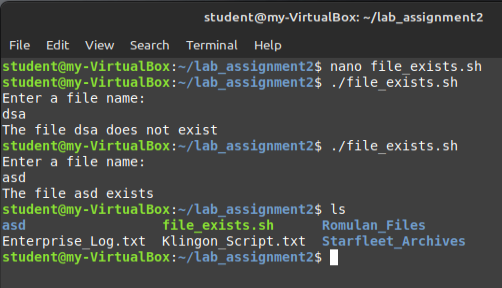 student@my-VirtualBox: ~/lab_assignment2
File Edit View Search Terminal Help
student@my-VirtualBox:~/lab_assignment2$ nano file_exists.sh
student@my-VirtualBox:~/lab_assignment2$ ./file_exists.sh
Enter a file name:
dsa
The file dsa does not exist
student@my-VirtualBox:~/lab_assignment2$ ./file_exists.sh
Enter a file name:
asd
The file asd exists
student@my-VirtualBox:~/lab_assignment2$ ls
asd file_exists.sh Romulan_Files
Enterprise_Log.txt Klingon_Script.txt Starfleet_Archives
student@my-VirtualBox:~/lab_assignment2$